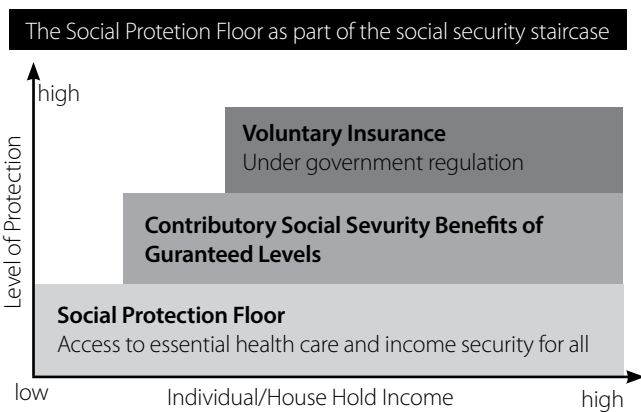 The Social Protetion Floor as part of the social security staircase
high
Level of Protection
Voluntary Insurance
Under government regulation
Contributory Social Sevurity Benefits of
Guranteed Levels
Social Protection Floor
Access to essential health care and income security for all
low
Individual/House Hold Income
high